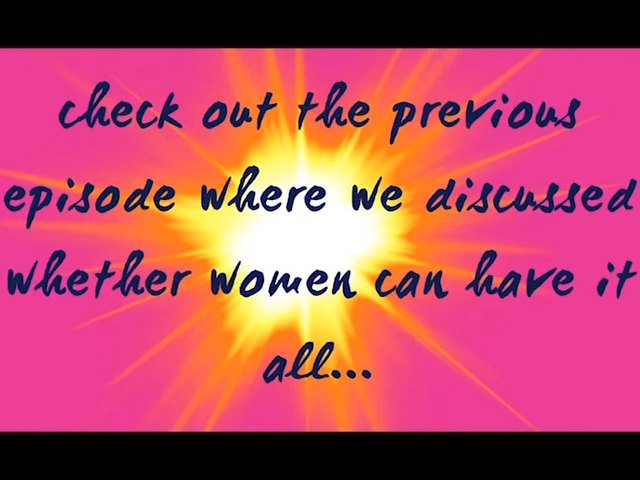 check out the previous
episode where we discussed
whether women can have it
all...